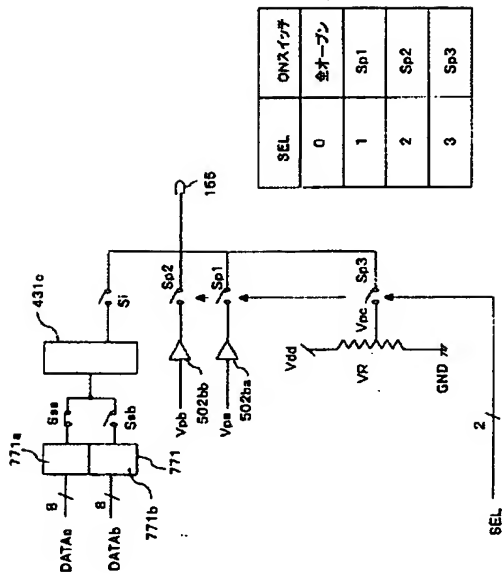 771a
Ssa
431c
DATAa
8
DATAb
8
771b
771
Ssb
Si
155
Vpb
502bb
Sp2
Vpa
502ba
Sp1
Vdd
VR
Vpc
Sp3
GND
SEL
2
SEL ONスイッチ
0 全オープン
1 Sp1
2 Sp2
3 Sp3